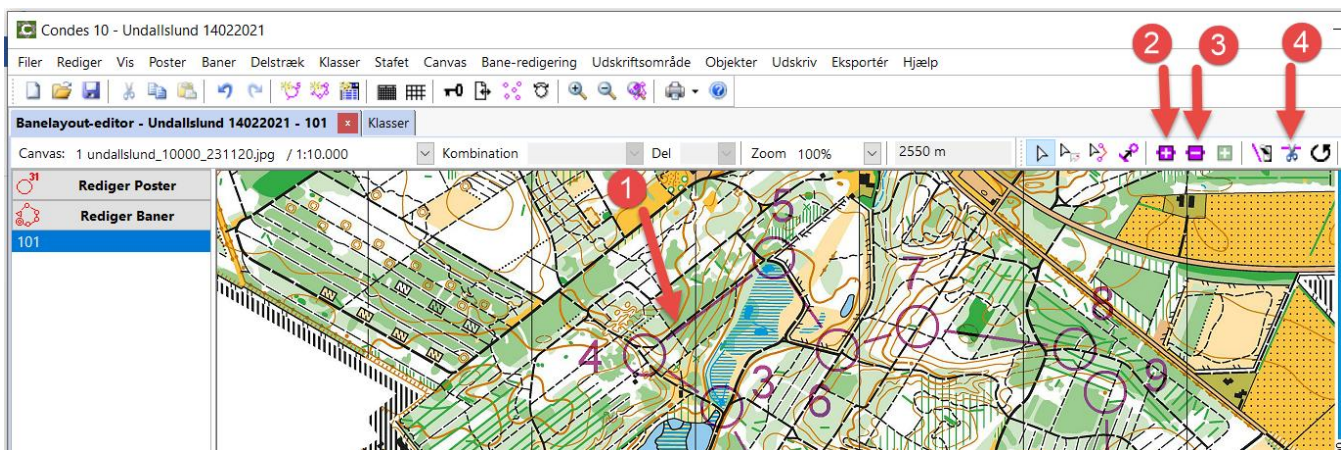 2 3 4
Condes 10 - Undallslund 14022021
Filer Rediger Vis Poster Baner Delstræk Klasser Stafet Canvas Bane-redigering Udskriftsområde Objekter Udskriv Eksportér Hjælp
Banelayout-editor - Undallslund 14022021 - 101 x Klasser
Canvas: 1 undallslund_10000_231120.jpg / 1:10.000 Kombination Del Zoom 100% 2550 m
31 Rediger Poster
Rediger Baner
101
1
5
7
8
4
3
6
9